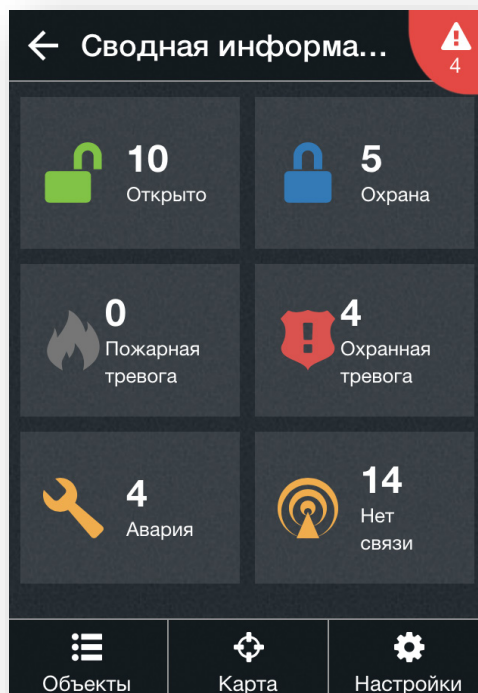 Сводная информа...
4
10
Открыто
5
Охрана
0
Пожарная
тревога
4
Охранная
тревога
4
Авария
14
Нет
связи
Объекты
Карта
Настройки